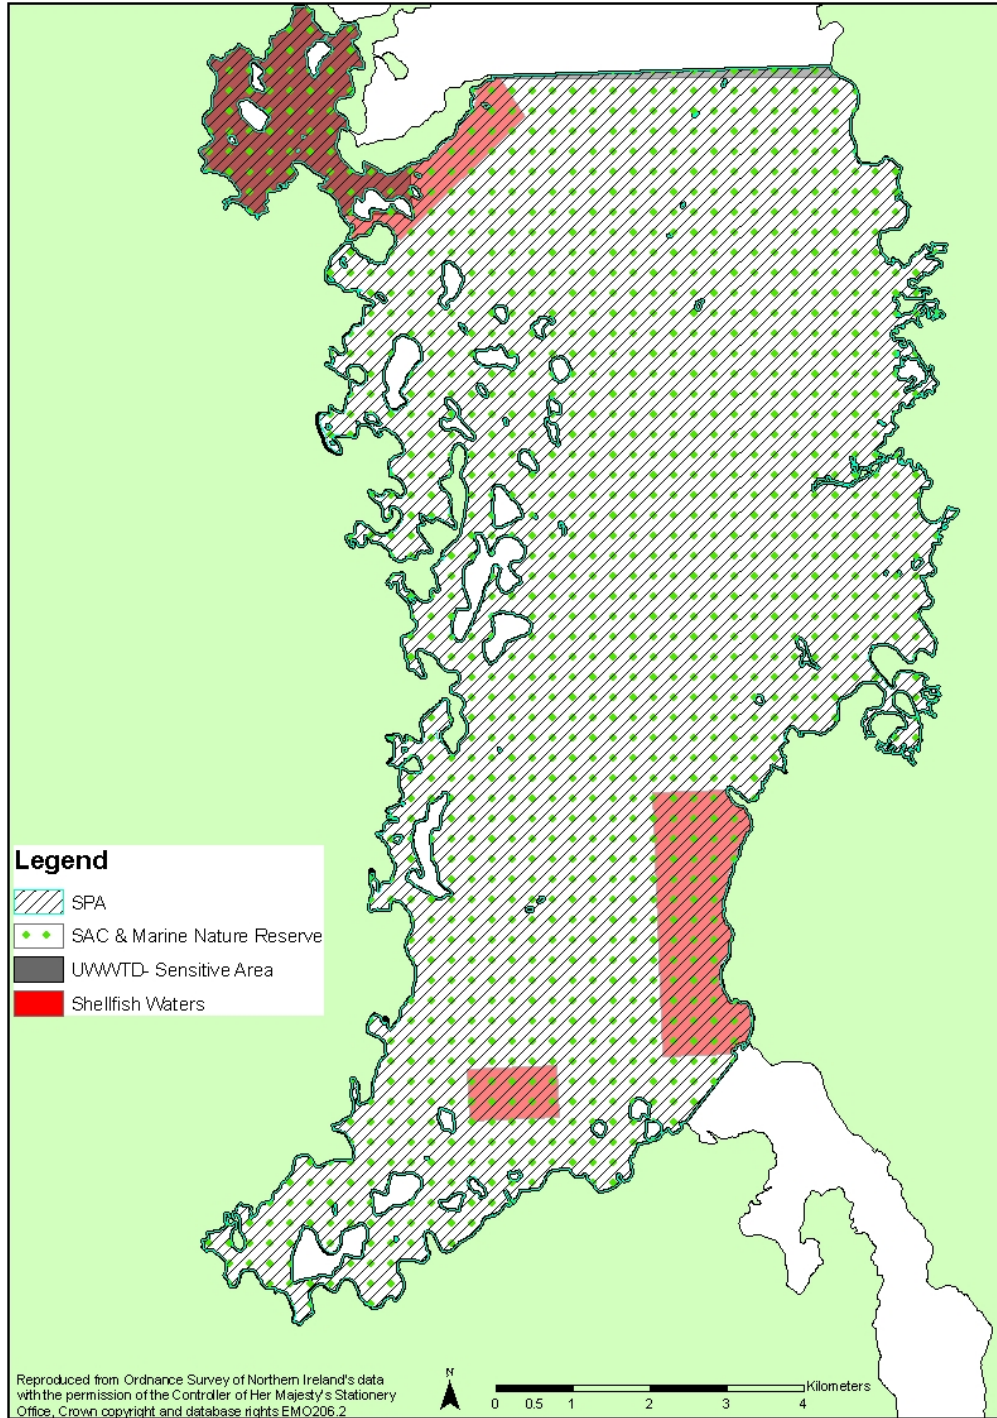 Legend
SPA
SAC & Marine Nature Reserve
UWWTD- Sensitive Area
Shellfish Waters
Reproduced from Ordnance Survey of Northern Ireland's data
with the permission of the Controller of Her Majesty's Stationery
Office, Crown copyright and database rights EMO206.2
N
Kilometers
0 0.5 1 2 3 4